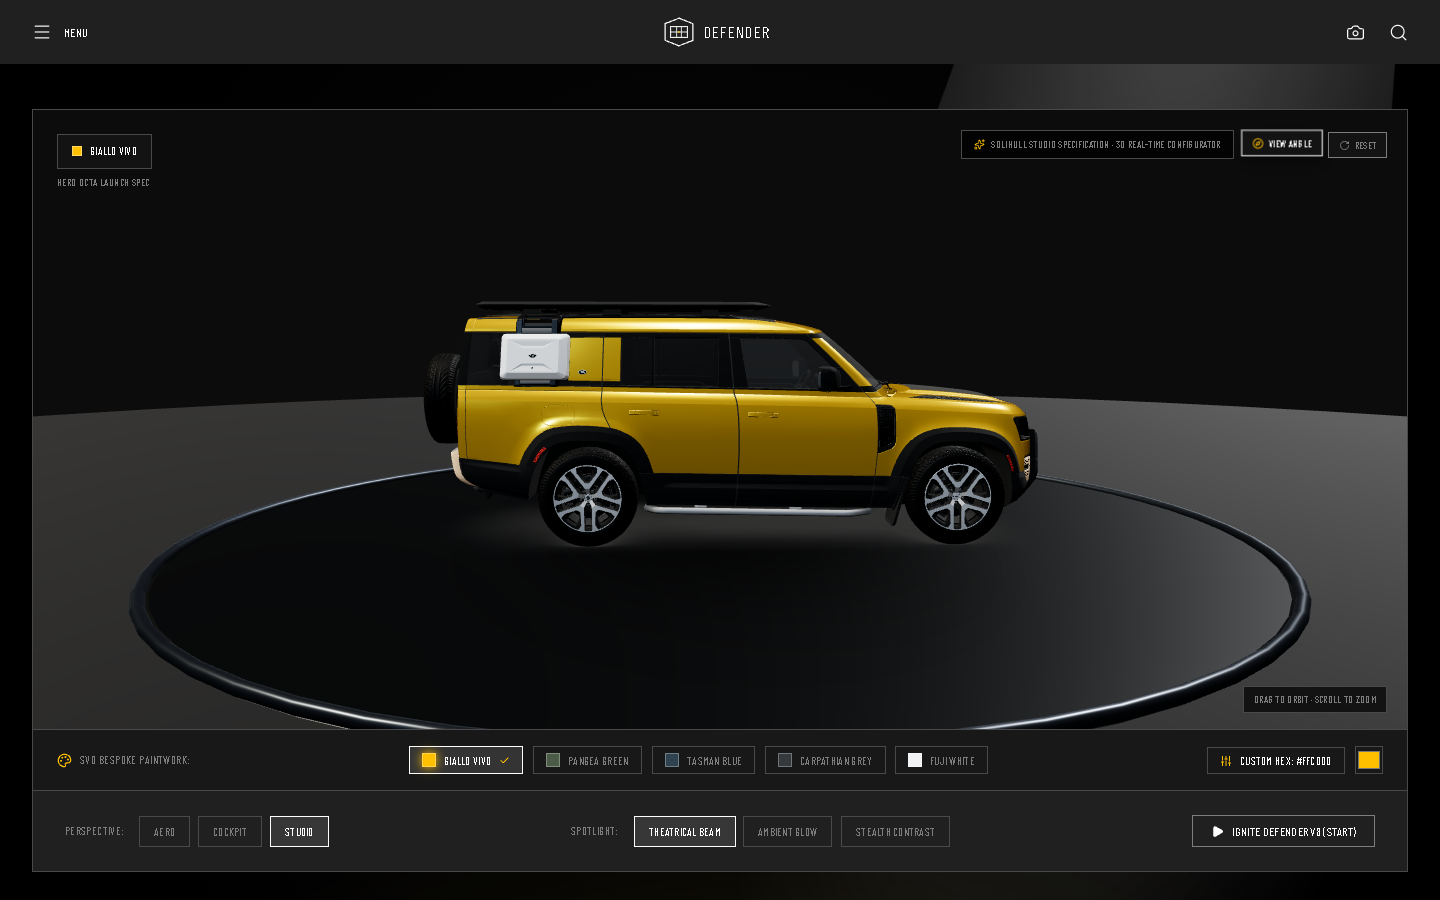 MENU
DEFENDER
GIALLO VIVO
HERO OCTA LAUNCH SPEC
SOLIHULL STUDIO SPECIFICATION · 3D REAL-TIME CONFIGURATOR
VIEW ANGLE
RESET
DRAG TO ORBIT · SCROLL TO ZOOM
SVO BESPOKE PAINTWORK:
GIALLO VIVO
PANGEA GREEN
TASMAN BLUE
CARPATHIAN GREY
FUJI WHITE
CUSTOM HEX: #FFC000
PERSPECTIVE:
AERO
COCKPIT
STUDIO
SPOTLIGHT:
THEATRICAL BEAM
AMBIENT GLOW
STEALTH CONTRAST
IGNITE DEFENDER V8 (START)